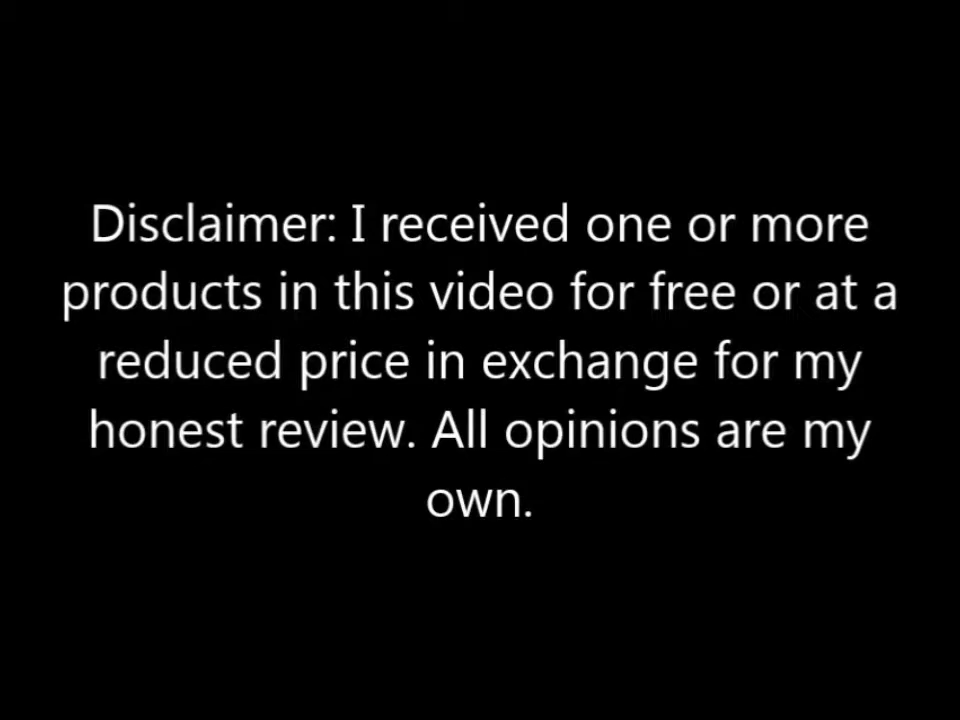 Disclaimer: I received one or more
products in this video for free or at a
reduced price in exchange for my
honest review. All opinions are my
own.